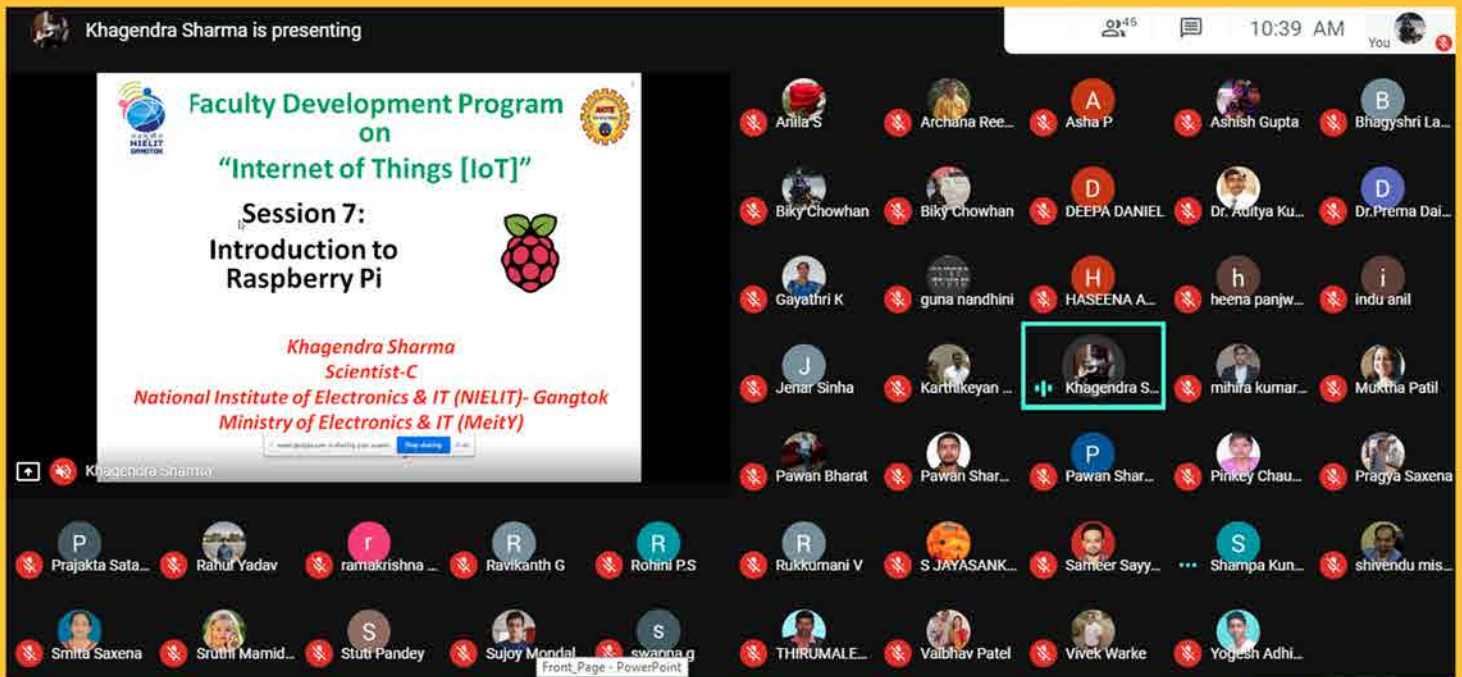 Khagendra Sharma is presenting
45
10:39 AM
You
NIELIT
GANGTOK
AICTE
Faculty Development Program
on
“Internet of Things [IoT]”
Session 7:
Introduction to
Raspberry Pi
Khagendra Sharma
Scientist-C
National Institute of Electronics & IT (NIELIT)- Gangtok
Ministry of Electronics & IT (MeitY)
Stop sharing
Khagendra Sharma
Anila S
Archana Ree...
A
Asha P
Ashish Gupta
B
Bhagyshri La...
Biky Chowhan
Biky Chowhan
D
DEEPA DANIEL
Dr. Aditya Ku...
D
Dr.Prema Dai...
Gayathri K
guna nandhini
H
HASEENA A...
h
heena panjw...
i
indu anil
J
Jenar Sinha
Karthikeyan ...
Khagendra S...
mihira kumar...
Muktha Patil
Pawan Bharat
Pawan Shar...
P
Pawan Shar...
Pinkey Chau...
Pragya Saxena
P
Prajakta Sata...
Rahul Yadav
r
ramakrishna ...
R
Ravikanth G
R
Rohini P.S
R
Rukkumani V
S JAYASANK...
Sameer Sayy...
S
Shampa Kun...
shivendu mis...
Smita Saxena
Sruthi Mamid...
S
Stuti Pandey
Sujoy Mondal
s
swapna g
THIRUMALE...
Vaibhav Patel
Vivek Warke
Yogesh Adhi...
Front_Page - PowerPoint